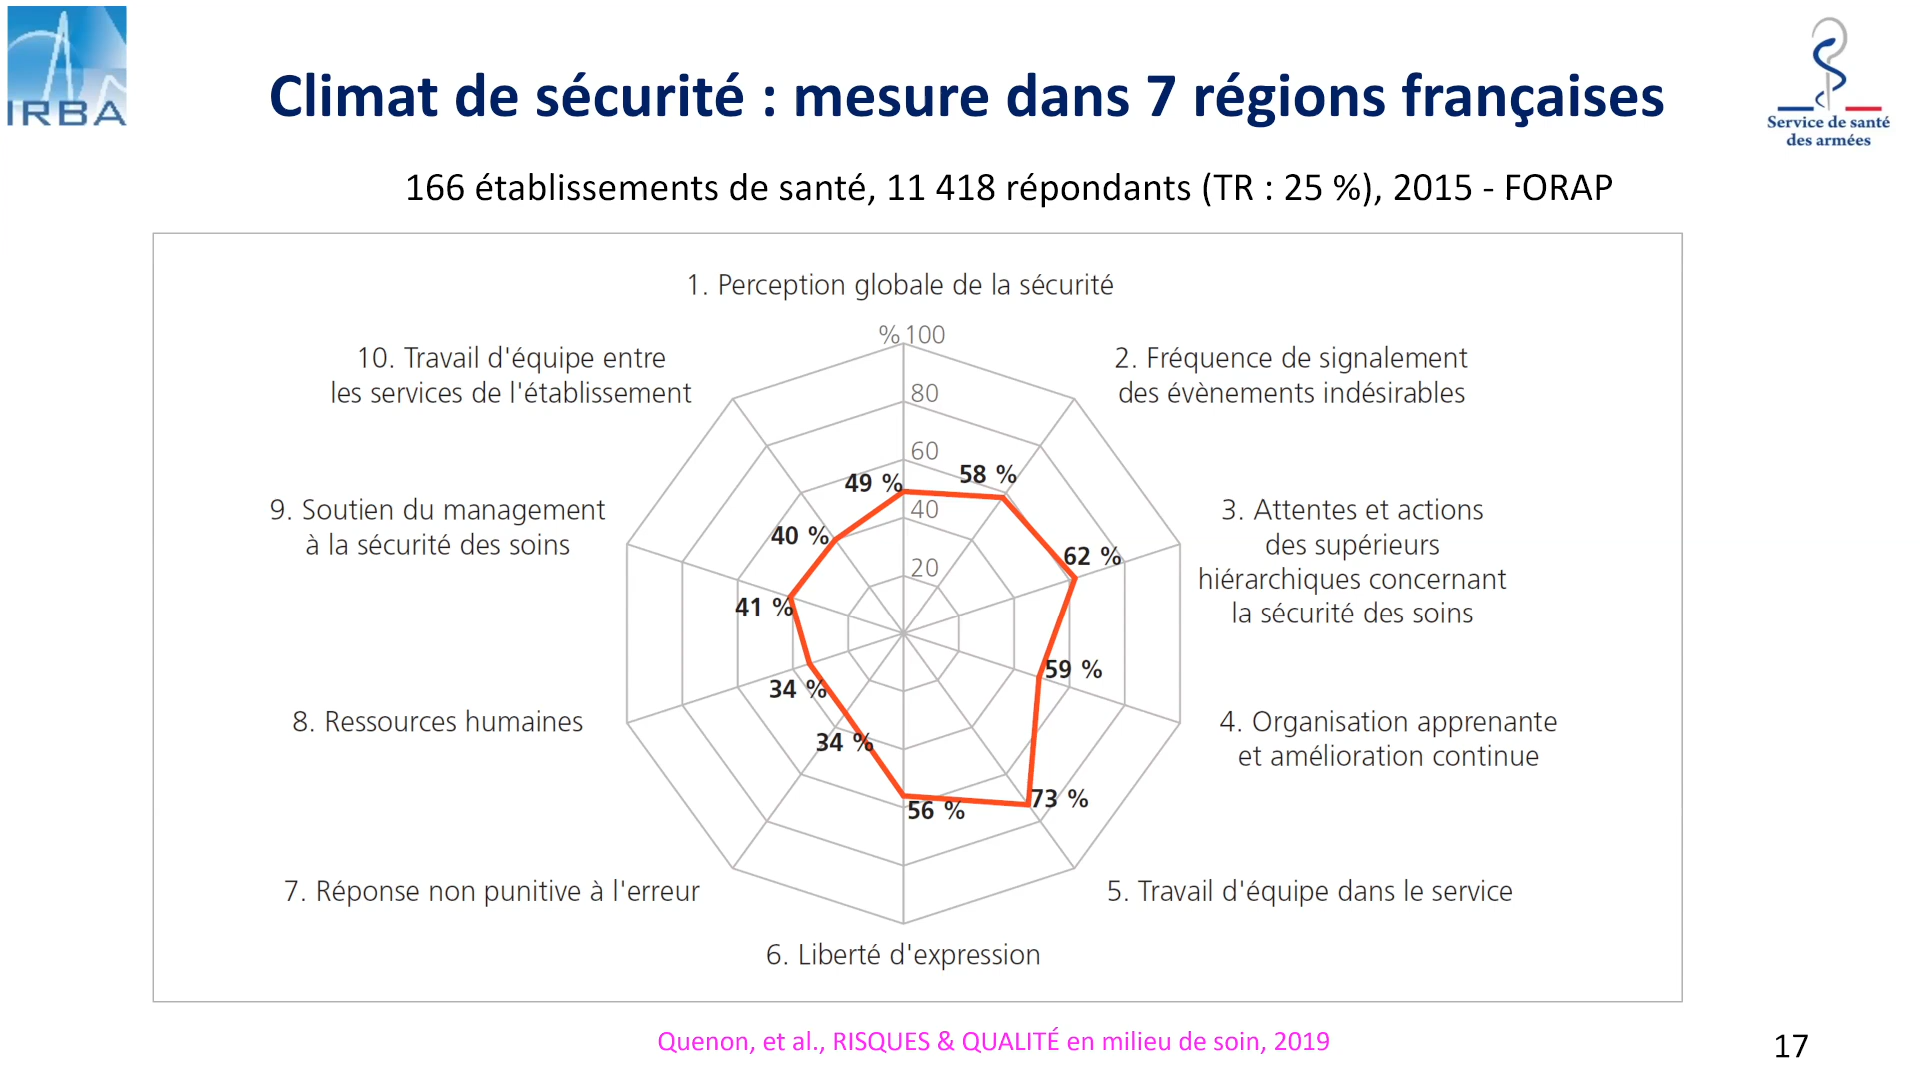 IRBA
Climat de sécurité : mesure dans 7 régions françaises
Service de santé
des armées
166 établissements de santé, 11 418 répondants (TR : 25 %), 2015 - FORAP
1. Perception globale de la sécurité
% 100
80
60
40
20
10. Travail d'équipe entre
les services de l'établissement
2. Fréquence de signalement
des évènements indésirables
9. Soutien du management
à la sécurité des soins
3. Attentes et actions
des supérieurs
hiérarchiques concernant
la sécurité des soins
49 %
58 %
40 %
62 %
41 %
59 %
34 %
34 %
73 %
56 %
8. Ressources humaines
4. Organisation apprenante
et amélioration continue
7. Réponse non punitive à l'erreur
5. Travail d'équipe dans le service
6. Liberté d'expression
Quenon, et al., RISQUES & QUALITÉ en milieu de soin, 2019
17